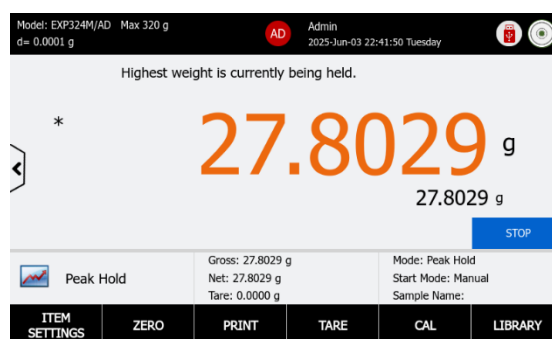 Model: EXP324M/AD Max 320 g
d= 0.0001 g
AD
Admin
2025-Jun-03 22:41:50 Tuesday
Highest weight is currently being held.
*
27.8029 g
27.8029 g
STOP
Peak Hold
Gross: 27.8029 g
Net: 27.8029 g
Tare: 0.0000 g
Mode: Peak Hold
Start Mode: Manual
Sample Name:
ITEM SETTINGS
ZERO
PRINT
TARE
CAL
LIBRARY